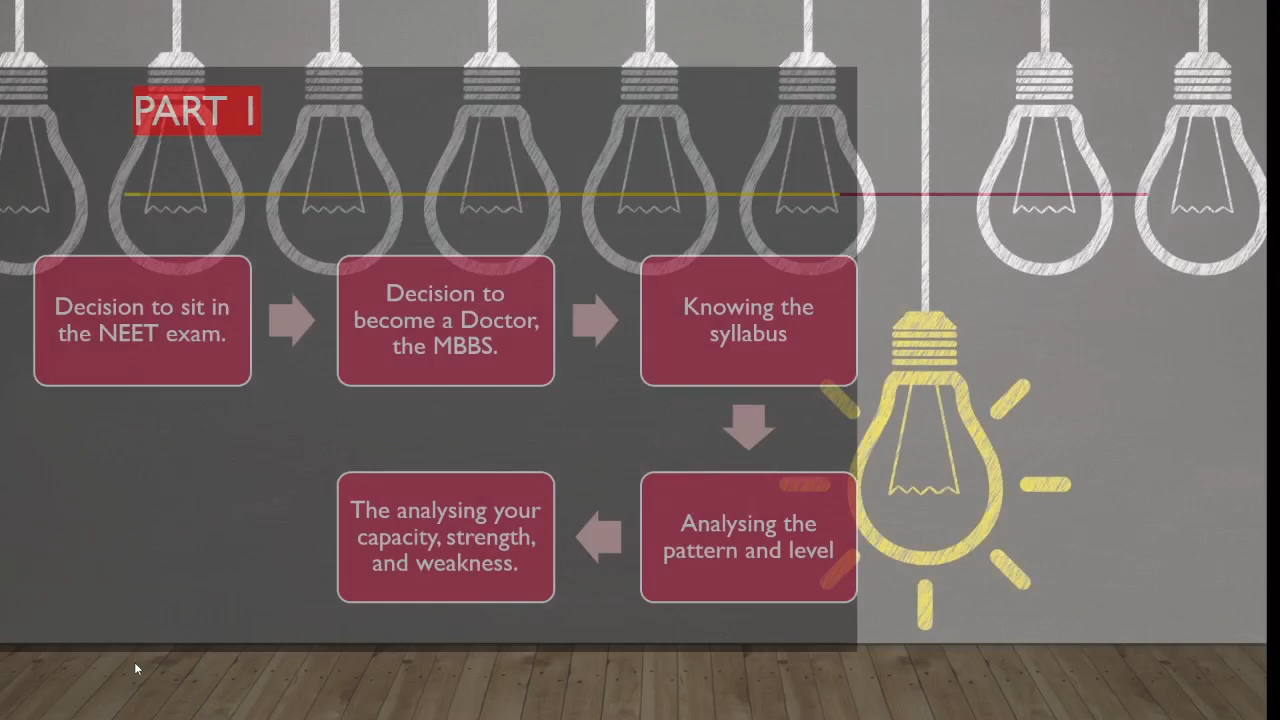 PART 1
Decision to sit in
the NEET exam.
Decision to
become a Doctor,
the MBBS.
Knowing the
syllabus
Analysing the
pattern and level
The analysing your
capacity, strength,
and weakness.